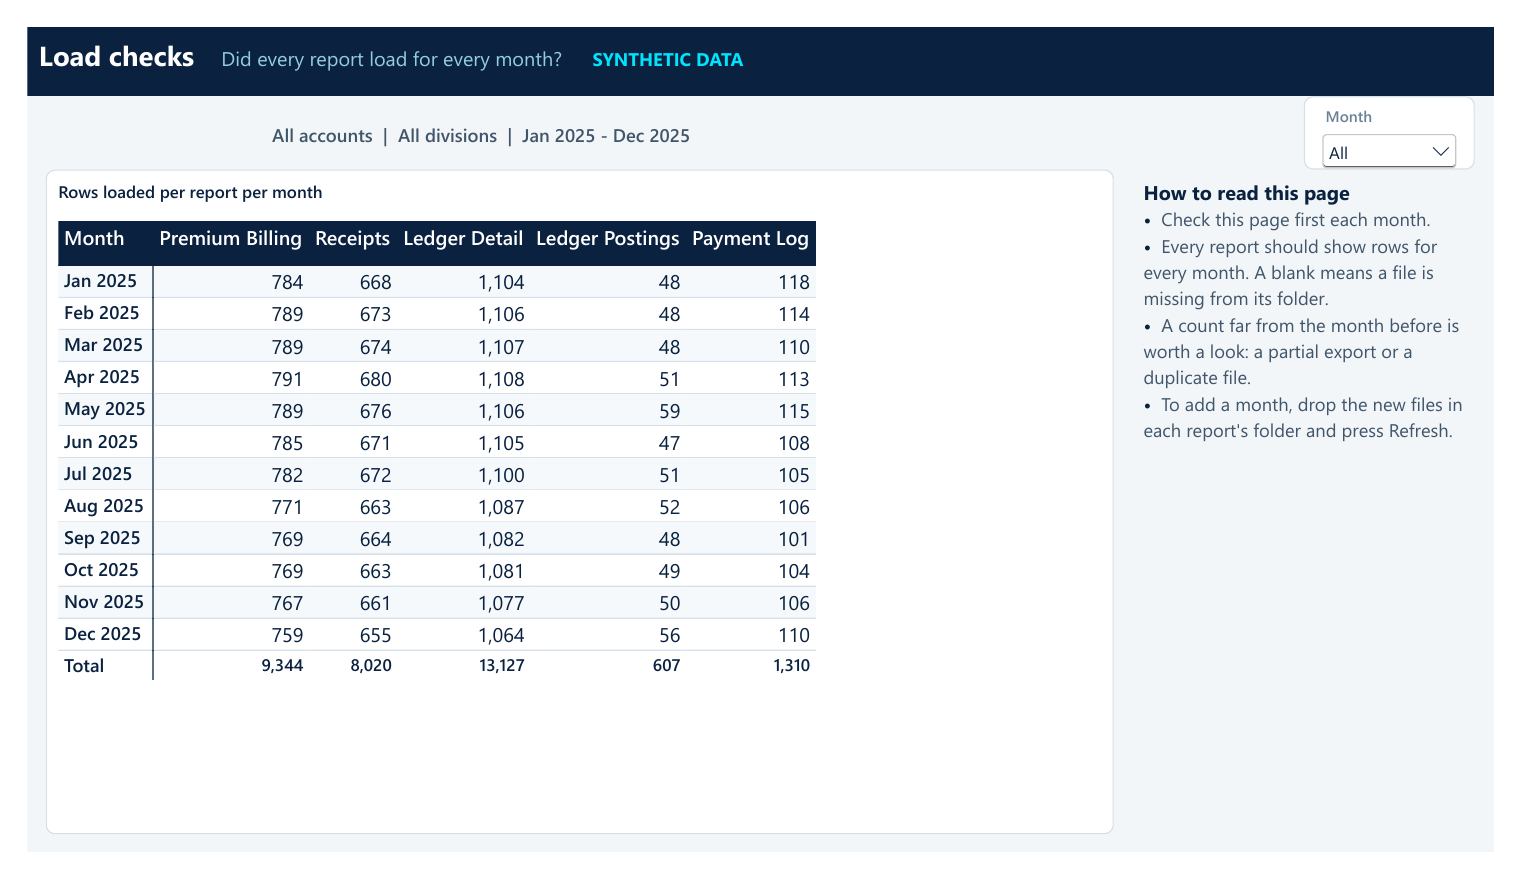 Load checks Did every report load for every month? SYNTHETIC DATA
All accounts | All divisions | Jan 2025 - Dec 2025
Month
All
Rows loaded per report per month
Month Premium Billing Receipts Ledger Detail Ledger Postings Payment Log
Jan 2025 784 668 1,104 48 118
Feb 2025 789 673 1,106 48 114
Mar 2025 789 674 1,107 48 110
Apr 2025 791 680 1,108 51 113
May 2025 789 676 1,106 59 115
Jun 2025 785 671 1,105 47 108
Jul 2025 782 672 1,100 51 105
Aug 2025 771 663 1,087 52 106
Sep 2025 769 664 1,082 48 101
Oct 2025 769 663 1,081 49 104
Nov 2025 767 661 1,077 50 106
Dec 2025 759 655 1,064 56 110
Total 9,344 8,020 13,127 607 1,310
How to read this page
• Check this page first each month.
• Every report should show rows for
every month. A blank means a file is
missing from its folder.
• A count far from the month before is
worth a look: a partial export or a
duplicate file.
• To add a month, drop the new files in
each report's folder and press Refresh.